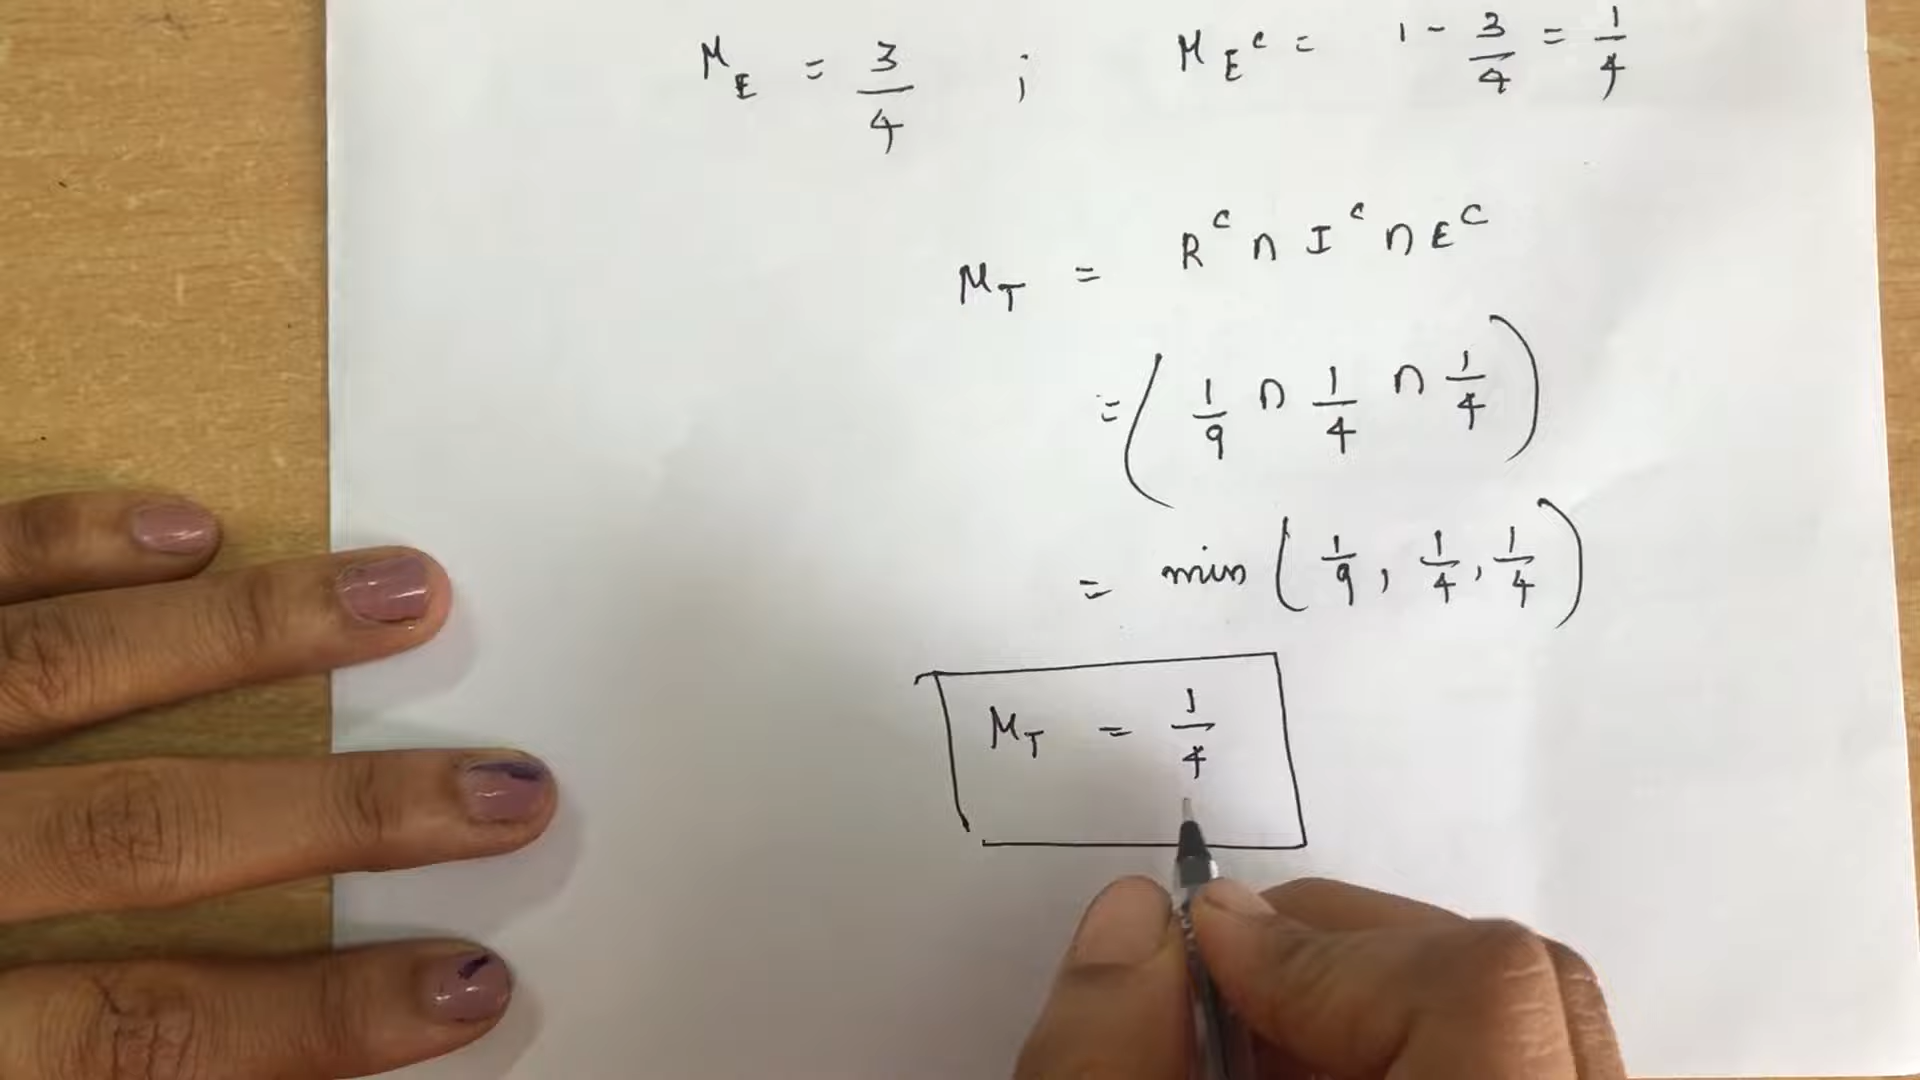 M_E = 3/4 ; M_E^c = 1 - 3/4 = 1/4
M_T = R^c ∩ I^c ∩ E^c
= (1/9 ∩ 1/4 ∩ 1/4)
= min (1/9, 1/4, 1/4)
M_T = 1/4